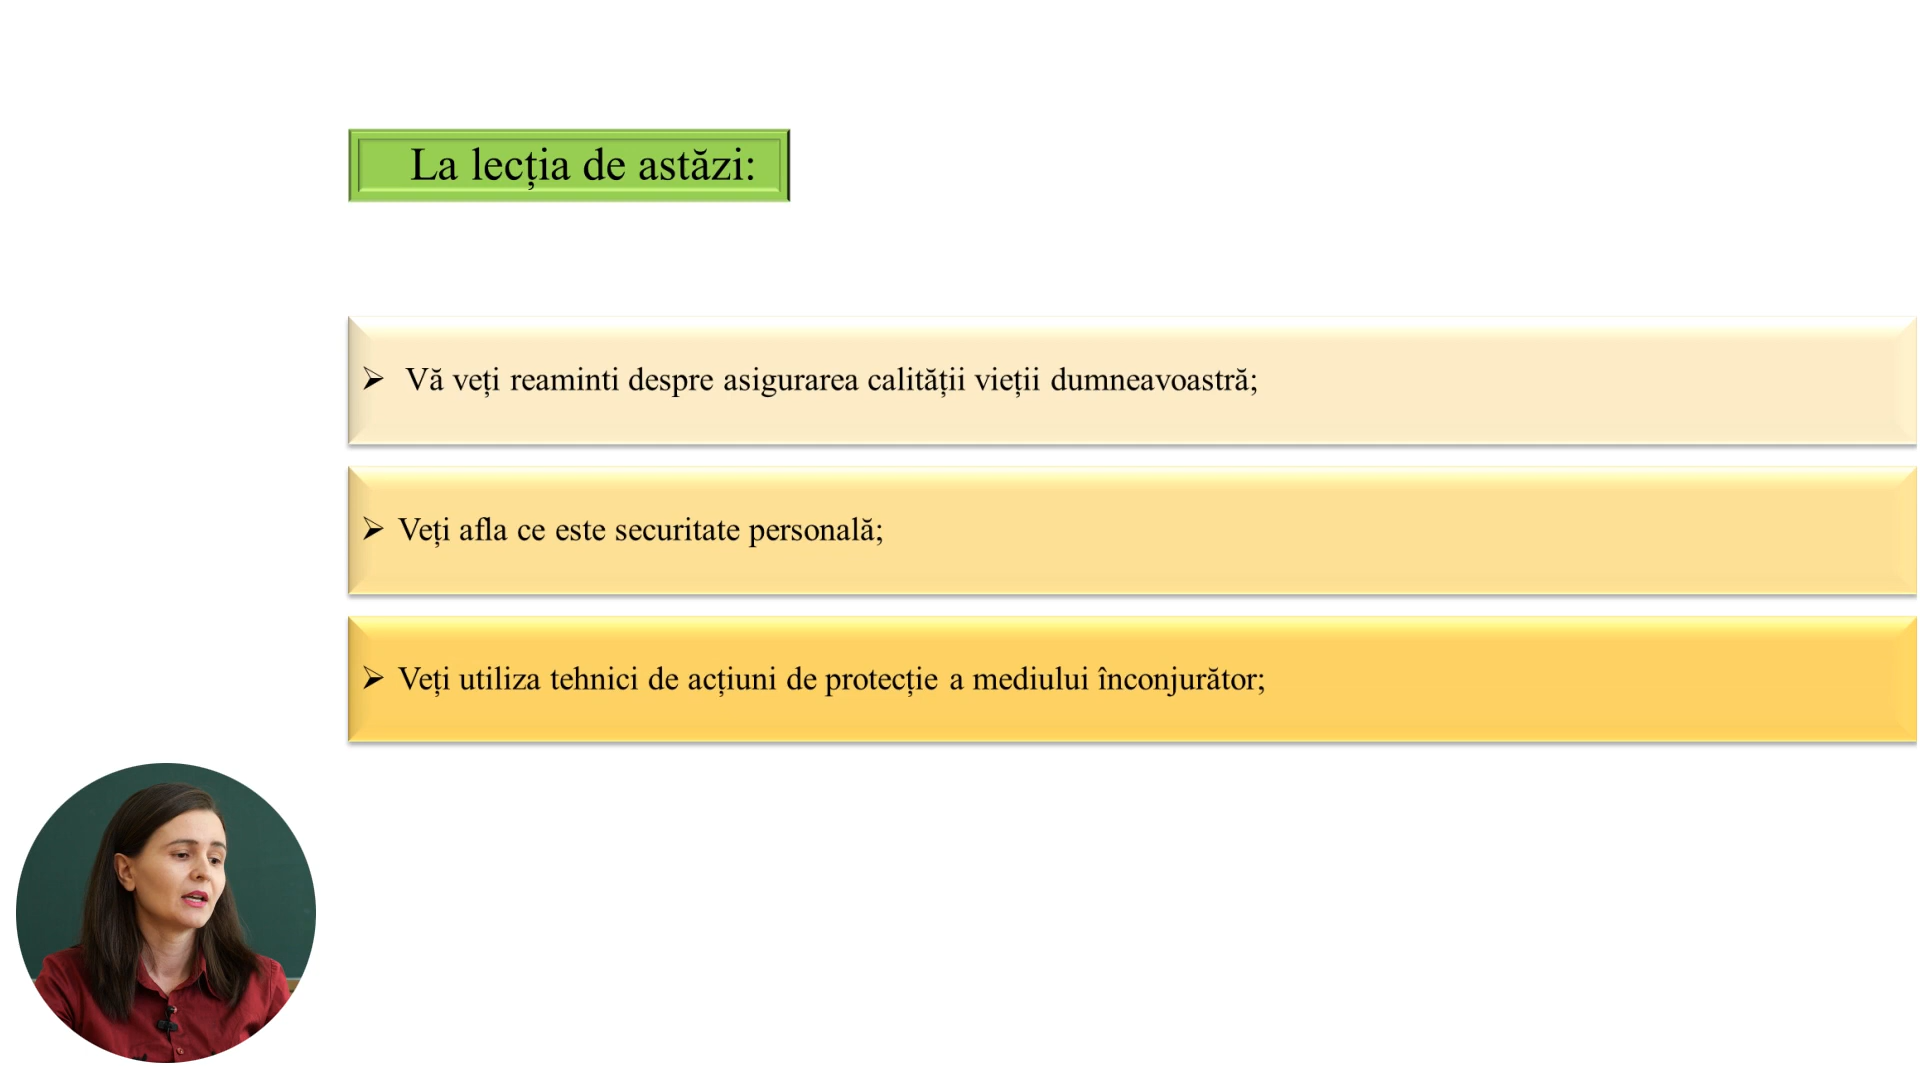 La lecția de astăzi:
➢ Vă veți reaminti despre asigurarea calității vieții dumneavoastră;
➢ Veți afla ce este securitate personală;
➢ Veți utiliza tehnici de acțiuni de protecție a mediului înconjurător;